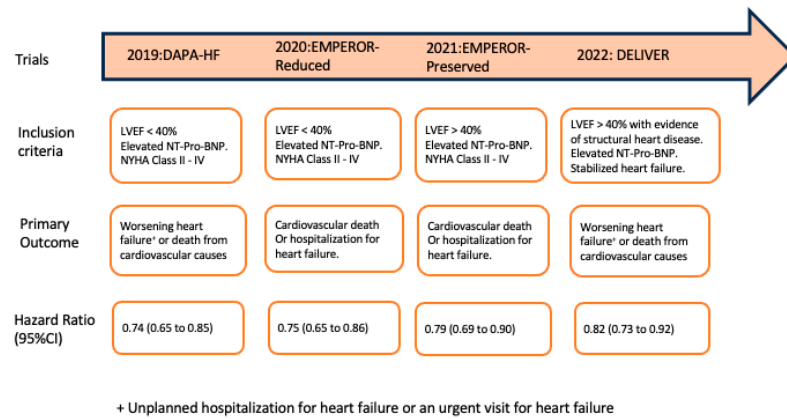 Trials
2019:DAPA-HF
2020:EMPEROR-
Reduced
2021:EMPEROR-
Preserved
2022: DELIVER
Inclusion
criteria
LVEF < 40%
Elevated NT-Pro-BNP.
NYHA Class II - IV
LVEF < 40%
Elevated NT-Pro-BNP.
NYHA Class II - IV
LVEF > 40%
Elevated NT-Pro-BNP.
NYHA Class II - IV
LVEF > 40% with evidence
of structural heart disease.
Elevated NT-Pro-BNP.
Stabilized heart failure.
Primary
Outcome
Worsening heart
failure⁺ or death from
cardiovascular causes
Cardiovascular death
Or hospitalization for
heart failure.
Cardiovascular death
Or hospitalization for
heart failure.
Worsening heart
failure⁺ or death from
cardiovascular causes
Hazard Ratio
(95%CI)
0.74 (0.65 to 0.85)
0.75 (0.65 to 0.86)
0.79 (0.69 to 0.90)
0.82 (0.73 to 0.92)
+ Unplanned hospitalization for heart failure or an urgent visit for heart failure